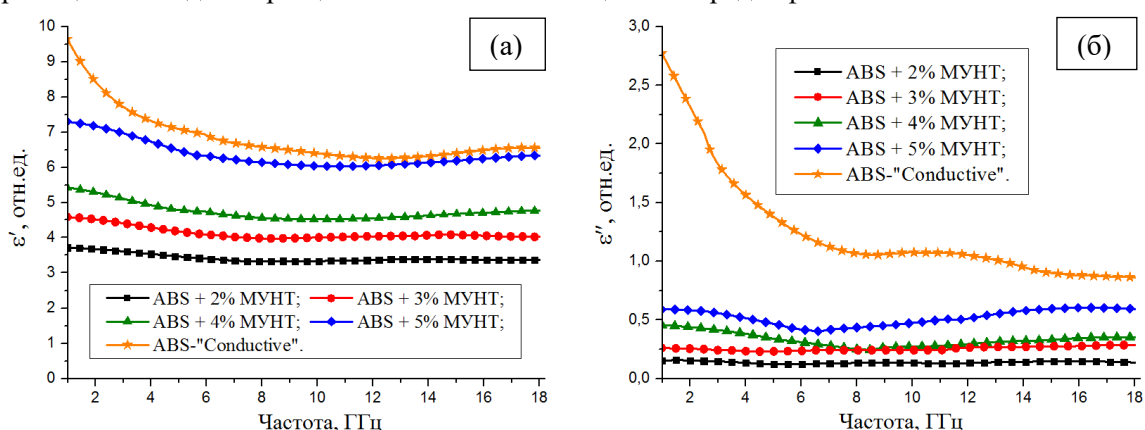 (а)
10
9
8
7
6
5
4
3
2
1
0
ε′, отн.ед.
ABS + 2% МУНТ; ABS + 3% МУНТ;
ABS + 4% МУНТ; ABS + 5% МУНТ;
ABS-"Conductive".
2 4 6 8 10 12 14 16 18
Частота, ГГц
(б)
3,0
2,5
2,0
1,5
1,0
0,5
0,0
ε″, отн.ед.
ABS + 2% МУНТ;
ABS + 3% МУНТ;
ABS + 4% МУНТ;
ABS + 5% МУНТ;
ABS-"Conductive".
2 4 6 8 10 12 14 16 18
Частота, ГГц